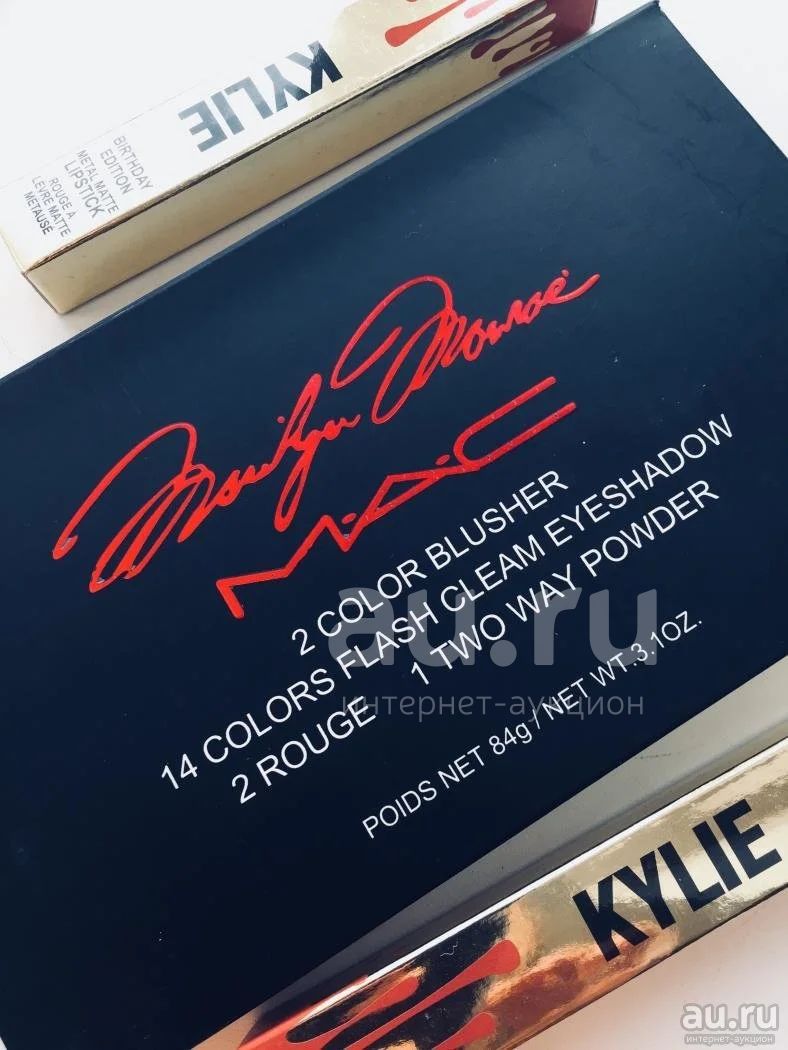 KYLIE
BIRTHDAY
EDITION
METAL MATTE
LIPSTICK
ROUGE A
LEVRE MATTE
METAUSÉ
Marilyn Monroe
M·A·C
2 COLOR BLUSHER
14 COLORS FLASH CLEAM EYESHADOW
2 ROUGE 1 TWO WAY POWDER
POIDS NET 84g / NET WT.3.1OZ.
au.ru
интернет-аукцион
KYLIE
au.ru
интернет-аукцион